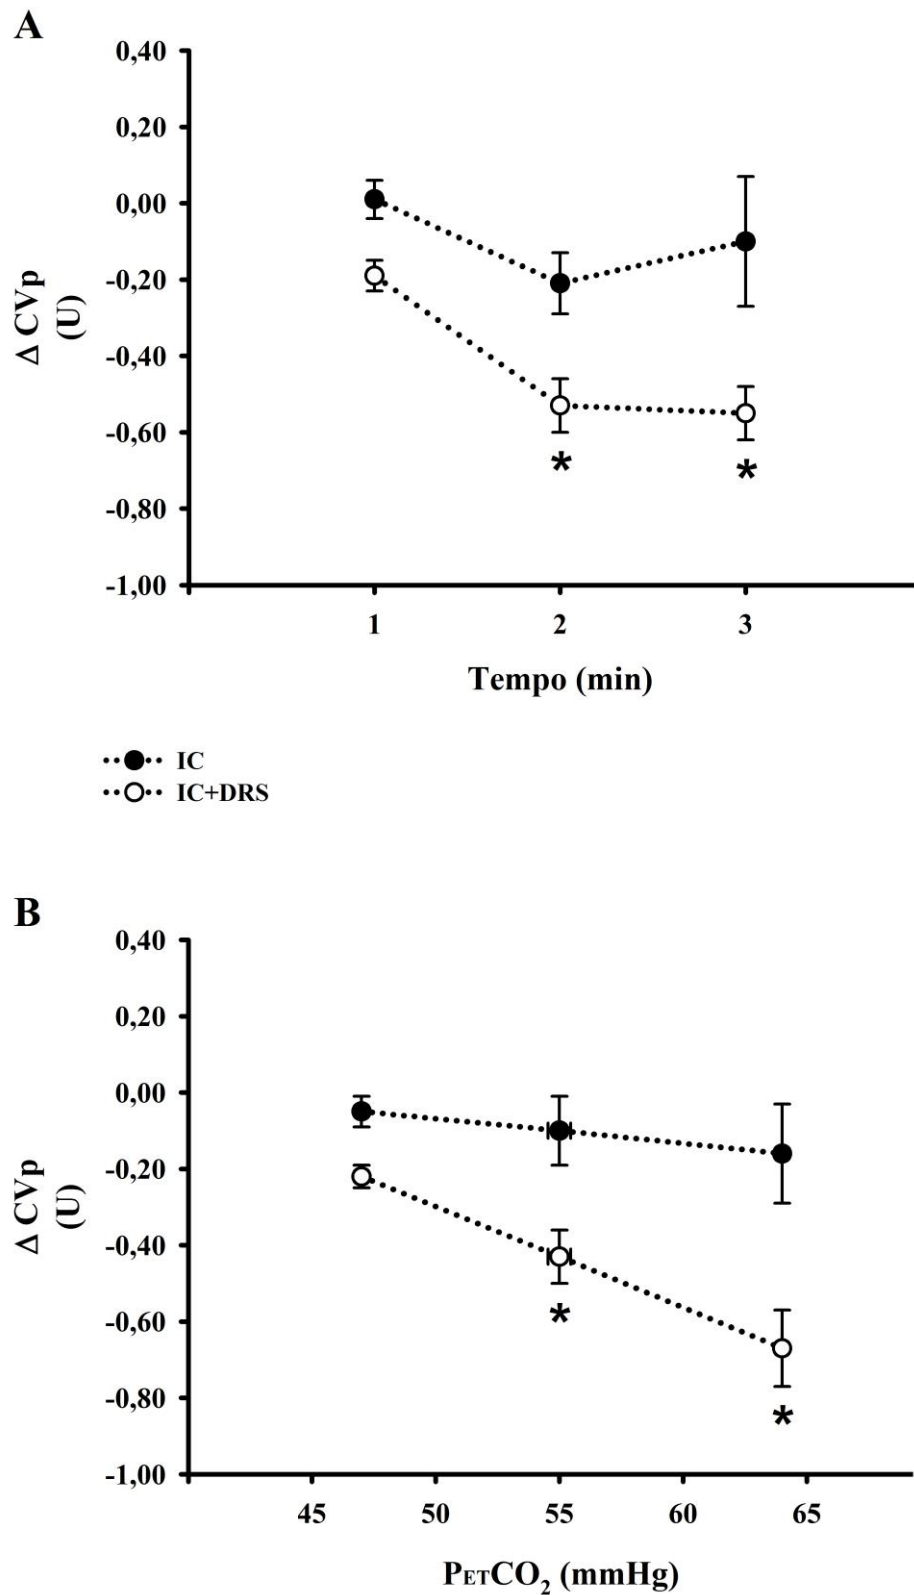 A
0,40
0,20
0,00
-0,20
-0,40
-0,60
-0,80
-1,00
Δ CVp
(U)
*
*
1 2 3
Tempo (min)
IC
IC+DRS
B
0,40
0,20
0,00
-0,20
-0,40
-0,60
-0,80
-1,00
Δ CVp
(U)
*
*
45 50 55 60 65
PETCO₂ (mmHg)